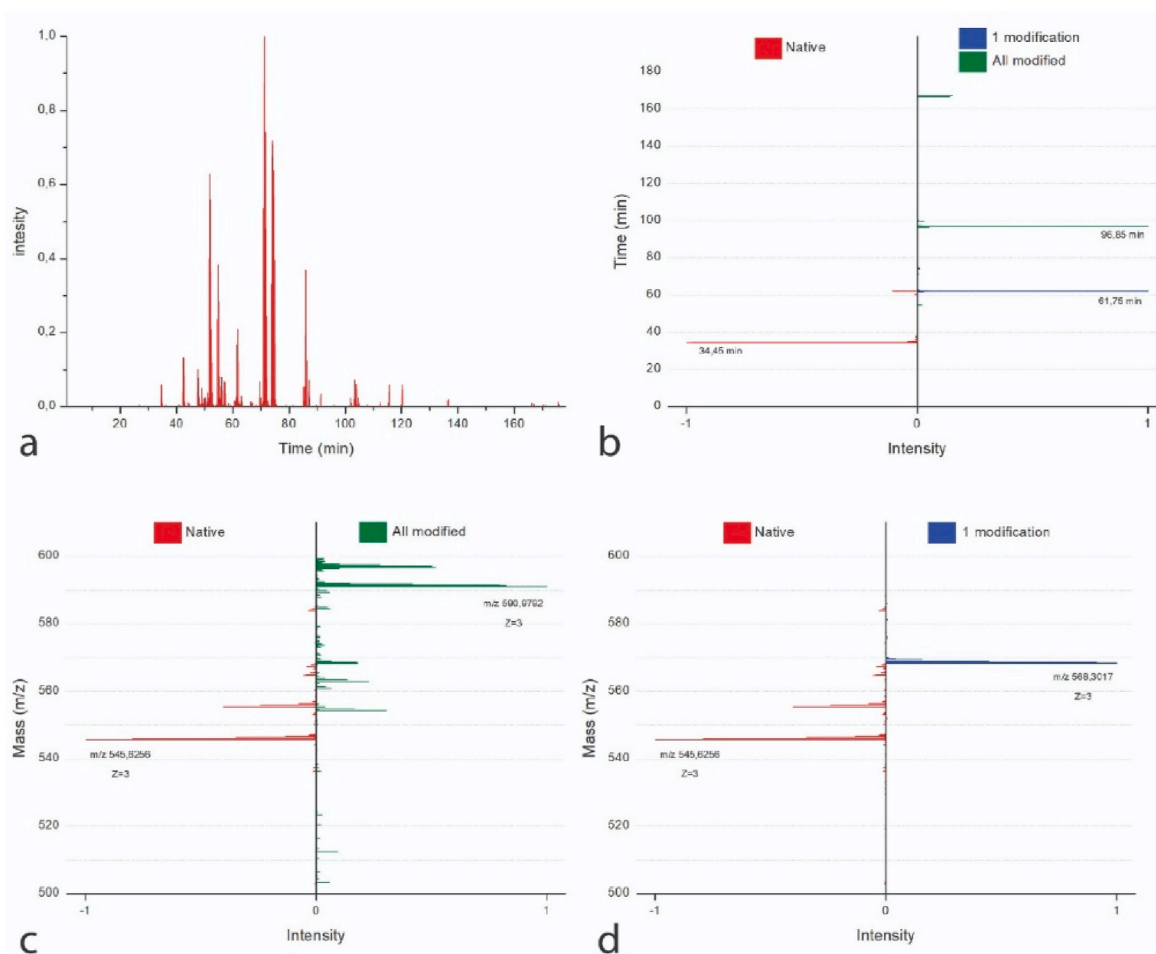 1,0
0,8
0,6
0,4
0,2
0,0
intesity
20
40
60
80
100
120
140
160
Time (min)
a
Native
1 modification
All modified
180
160
140
120
100
80
60
40
20
0
Time (min)
96,85 min
61,75 min
34,45 min
-1
0
1
Intensity
b
Native
All modified
600
580
560
540
520
500
Mass (m/z)
m/z 590,9792
Z=3
m/z 545,6256
Z=3
-1
0
1
Intensity
c
Native
1 modification
600
580
560
540
520
500
Mass (m/z)
m/z 568,3017
Z=3
m/z 545,6256
Z=3
-1
0
1
Intensity
d